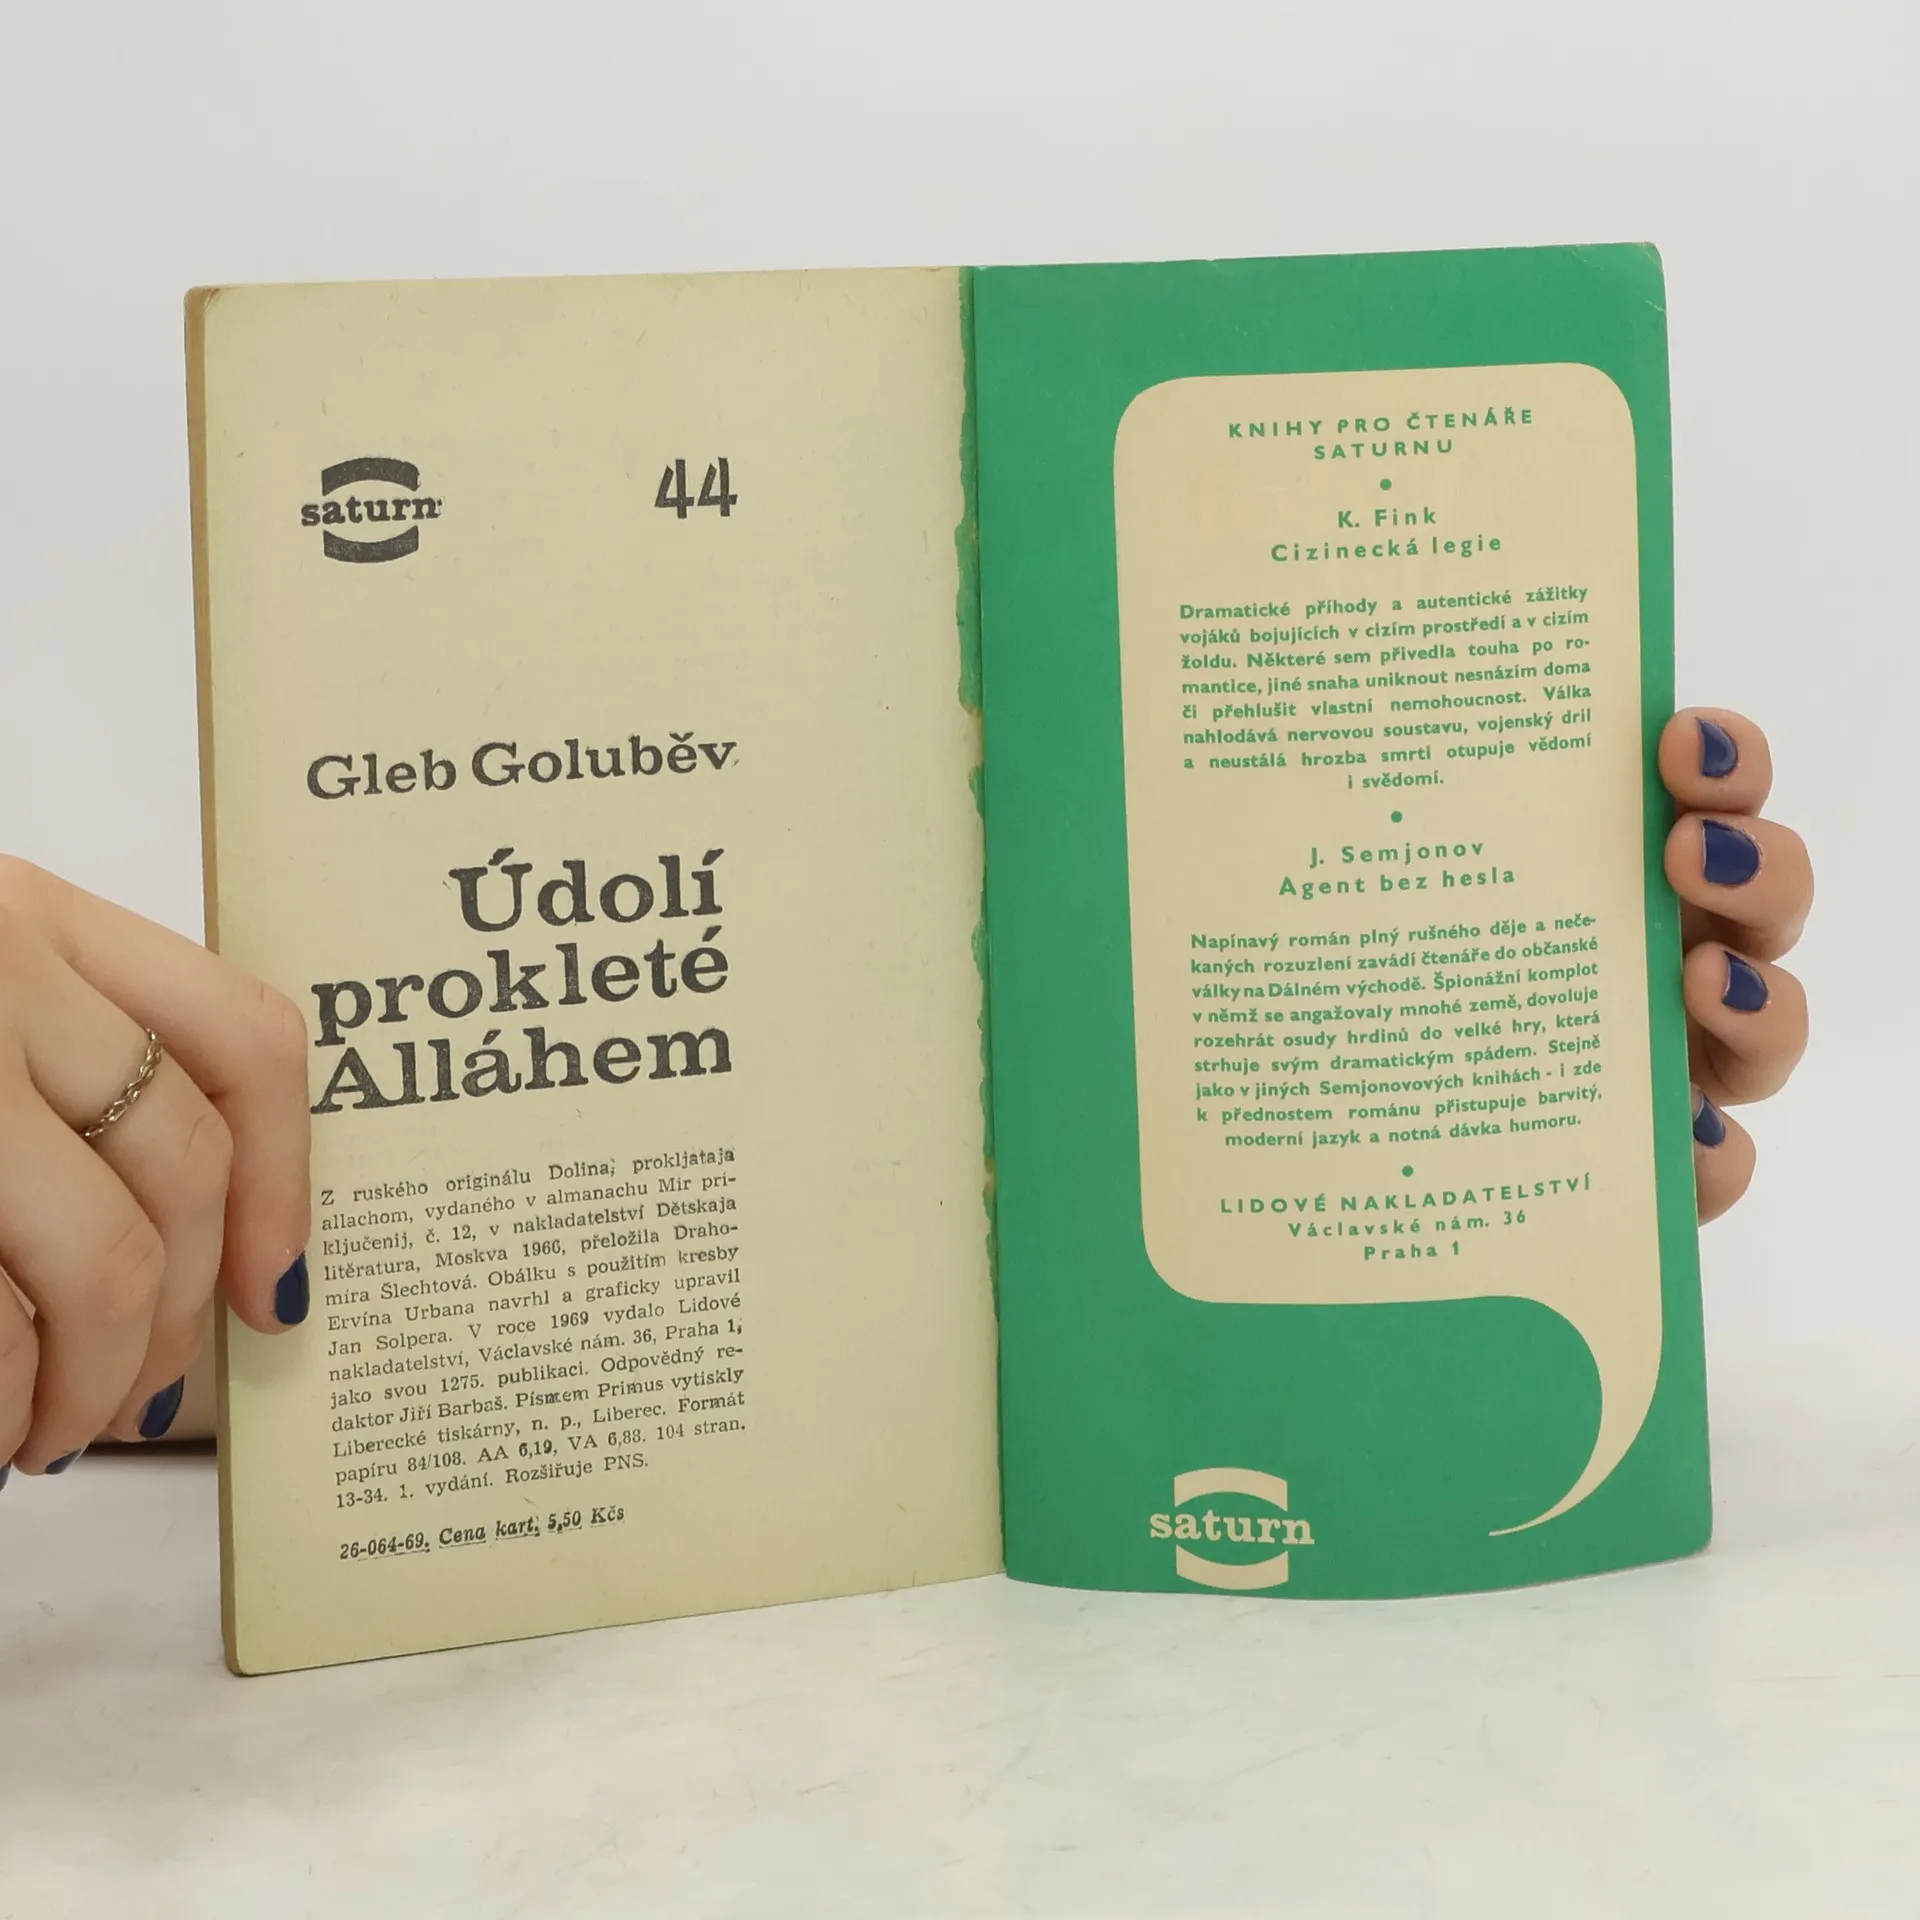 saturn
44
Gleb Goluběv
Údolí
prokleté
Alláhem
Z ruského originálu Dolina, prokljataja
allachom, vydaného v almanachu Mir pri-
ključenij, č. 12, v nakladatelství Dětskaja
litěratura, Moskva 1966, přeložila Draho-
míra Šlechtová. Obálku s použitím kresby
Ervína Urbana navrhl a graficky upravil
Jan Solpera. V roce 1969 vydalo Lidové
nakladatelství, Václavské nám. 36, Praha 1,
jako svou 1275. publikaci. Odpovědný re-
daktor Jiří Barbaš. Písmem Primus vytiskly
Liberecké tiskárny, n. p., Liberec. Formát
papíru 84/108. AA 6,19, VA 6,88. 104 stran.
13-34. 1. vydání. Rozšiřuje PNS.
26-064-69. Cena kart. 5,50 Kčs
KNIHY PRO ČTENÁŘE
SATURNU
K. Fink
Cizinecká legie
Dramatické příhody a autentické zážitky
vojáků bojujících v cizím prostředí a v cizím
žoldu. Některé sem přivedla touha po ro-
mantice, jiné snaha uniknout nesnázím doma
či přehlušit vlastní nemohoucnost. Válka
nahlodává nervovou soustavu, vojenský dril
a neustálá hrozba smrti otupuje vědomí
i svědomí.
J. Semjonov
Agent bez hesla
Napínavý román plný rušného děje a neče-
kaných rozuzlení zavádí čtenáře do občanské
války na Dálném východě. Špionážní komplot
v němž se angažovaly mnohé země, dovoluje
rozehrát osudy hrdinů do velké hry, která
strhuje svým dramatickým spádem. Stejně
jako v jiných Semjonovových knihách - i zde
k přednostem románu přistupuje barvitý,
moderní jazyk a notná dávka humoru.
LIDOVÉ NAKLADATELSTVÍ
Václavské nám. 36
Praha 1
saturn